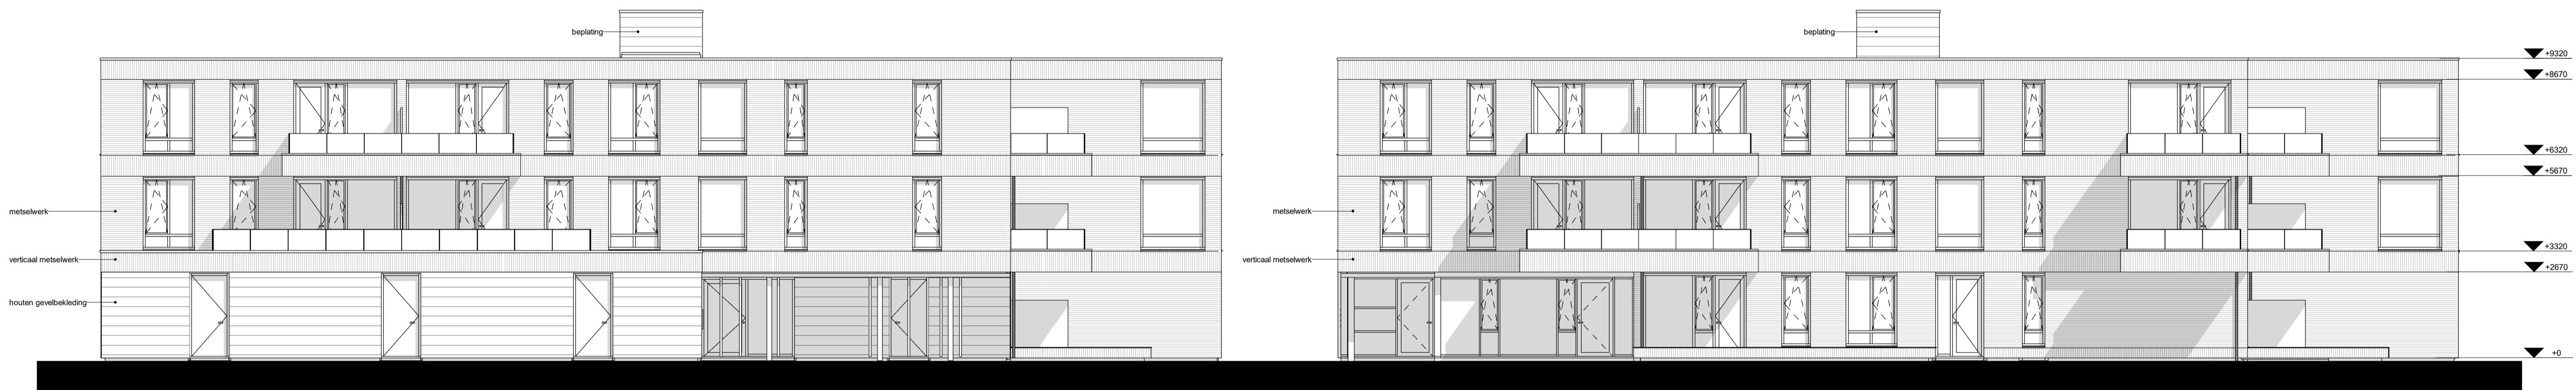 beplating
beplating
+9320
+8670
+6320
+5670
metselwerk
metselwerk
+3320
verticaal metselwerk
verticaal metselwerk
+2670
houten gevelbekleding
+0